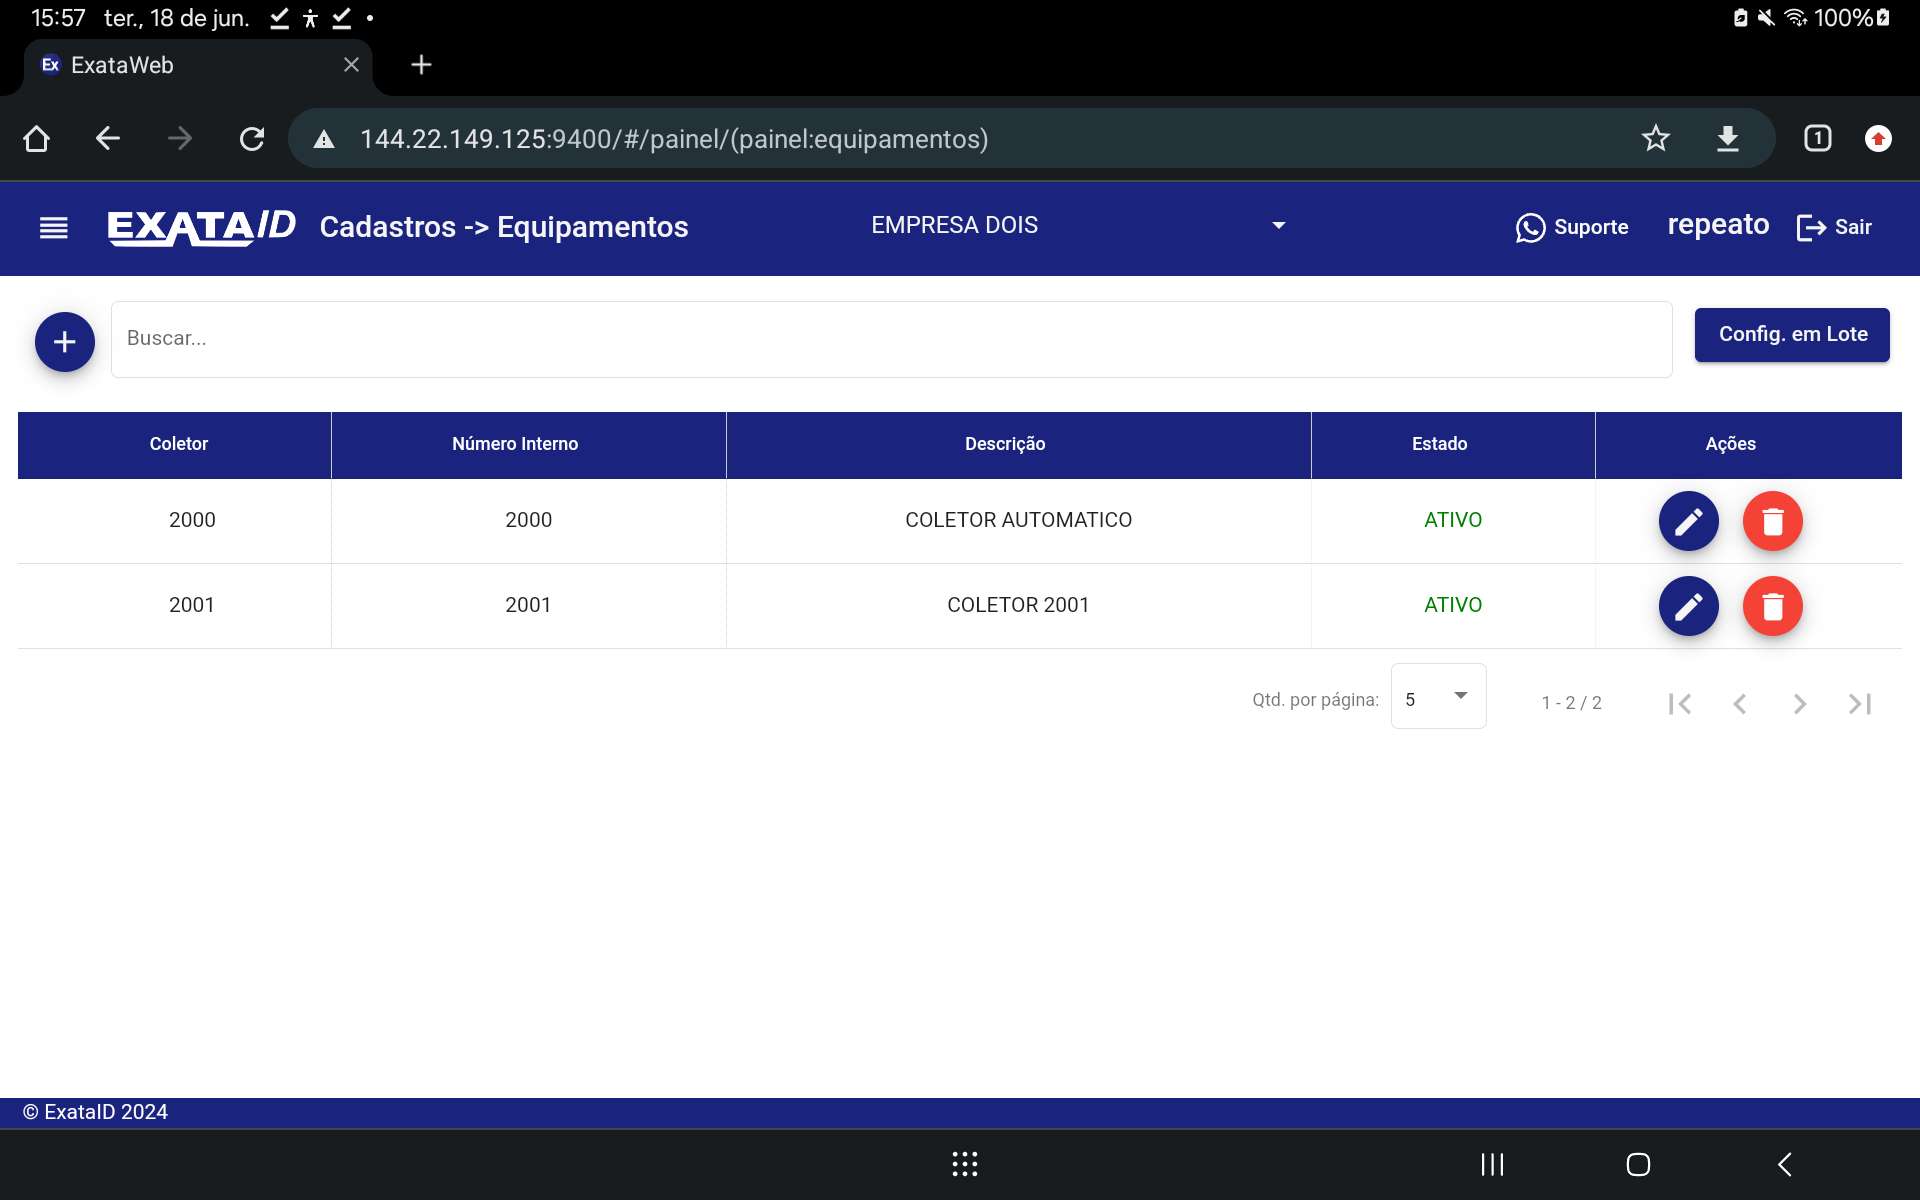 15:57 ter., 18 de jun. 100%
Ex ExataWeb
144.22.149.125:9400/#/painel/(painel:equipamentos) 1
EXATAID Cadastros -> Equipamentos EMPRESA DOIS Suporte repeato Sair
Buscar... Config. em Lote
Coletor Número Interno Descrição Estado Ações
2000 2000 COLETOR AUTOMATICO ATIVO
2001 2001 COLETOR 2001 ATIVO
Qtd. por página: 5 1 - 2 / 2
© ExataID 2024